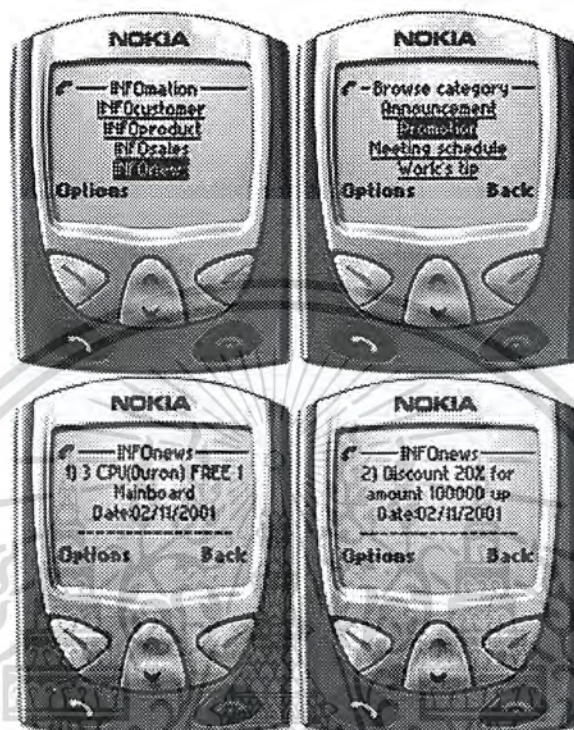 NOKIA
INFOmation
INFOcustomer
INFOproduct
INFOsales
INFOnews
Options
NOKIA
Browse category
Announcement
Promotion
Meeting schedule
Work's tip
Options Back
NOKIA
INFOnews
1) 3 CPU(Duron) FREE 1
Mainboard
Date:02/11/2001
Options Back
NOKIA
INFOnews
2) Discount 20% for
amount 100000 up
Date:02/11/2001
Options Back